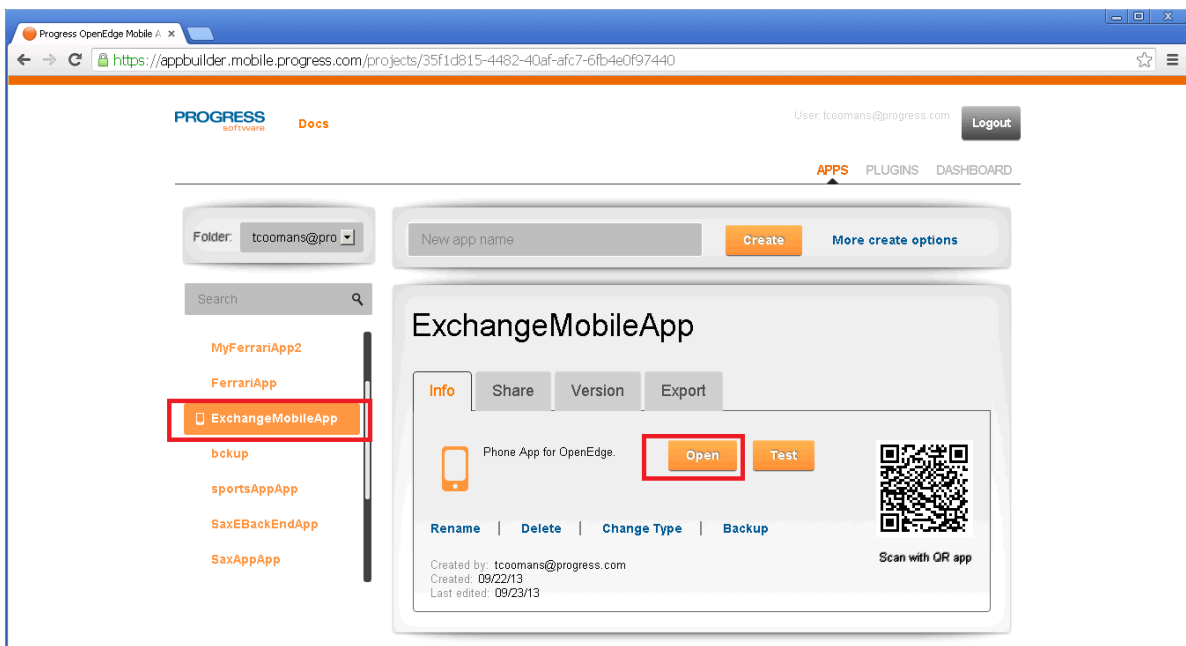 Progress OpenEdge Mobile A
https://appbuilder.mobile.progress.com/projects/35f1d815-4482-40af-afc7-6fb4e0f97440
PROGRESS
software
Docs
User: tcoomans@progress.com
Logout
APPS PLUGINS DASHBOARD
Folder: tcoomans@pro
New app name
Create
More create options
Search
MyFerrariApp2
FerrariApp
ExchangeMobileApp
bckup
sportsAppApp
SaxEBackEndApp
SaxAppApp
ExchangeMobileApp
Info Share Version Export
Phone App for OpenEdge.
Open
Test
Rename | Delete | Change Type | Backup
Scan with QR app
Created by: tcoomans@progress.com
Created: 09/22/13
Last edited: 09/23/13